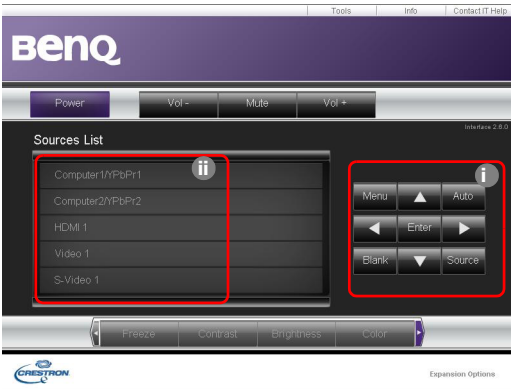 Tools Info Contact IT Help
BenQ
Power Vol - Mute Vol +
Interface 2.6.0
Sources List
ii
i
Computer1/YPbPr1
Computer2/YPbPr2
HDMI 1
Video 1
S-Video 1
Menu Auto
Enter
Blank Source
Freeze Contrast Brightness Color
CRESTRON
Expansion Options